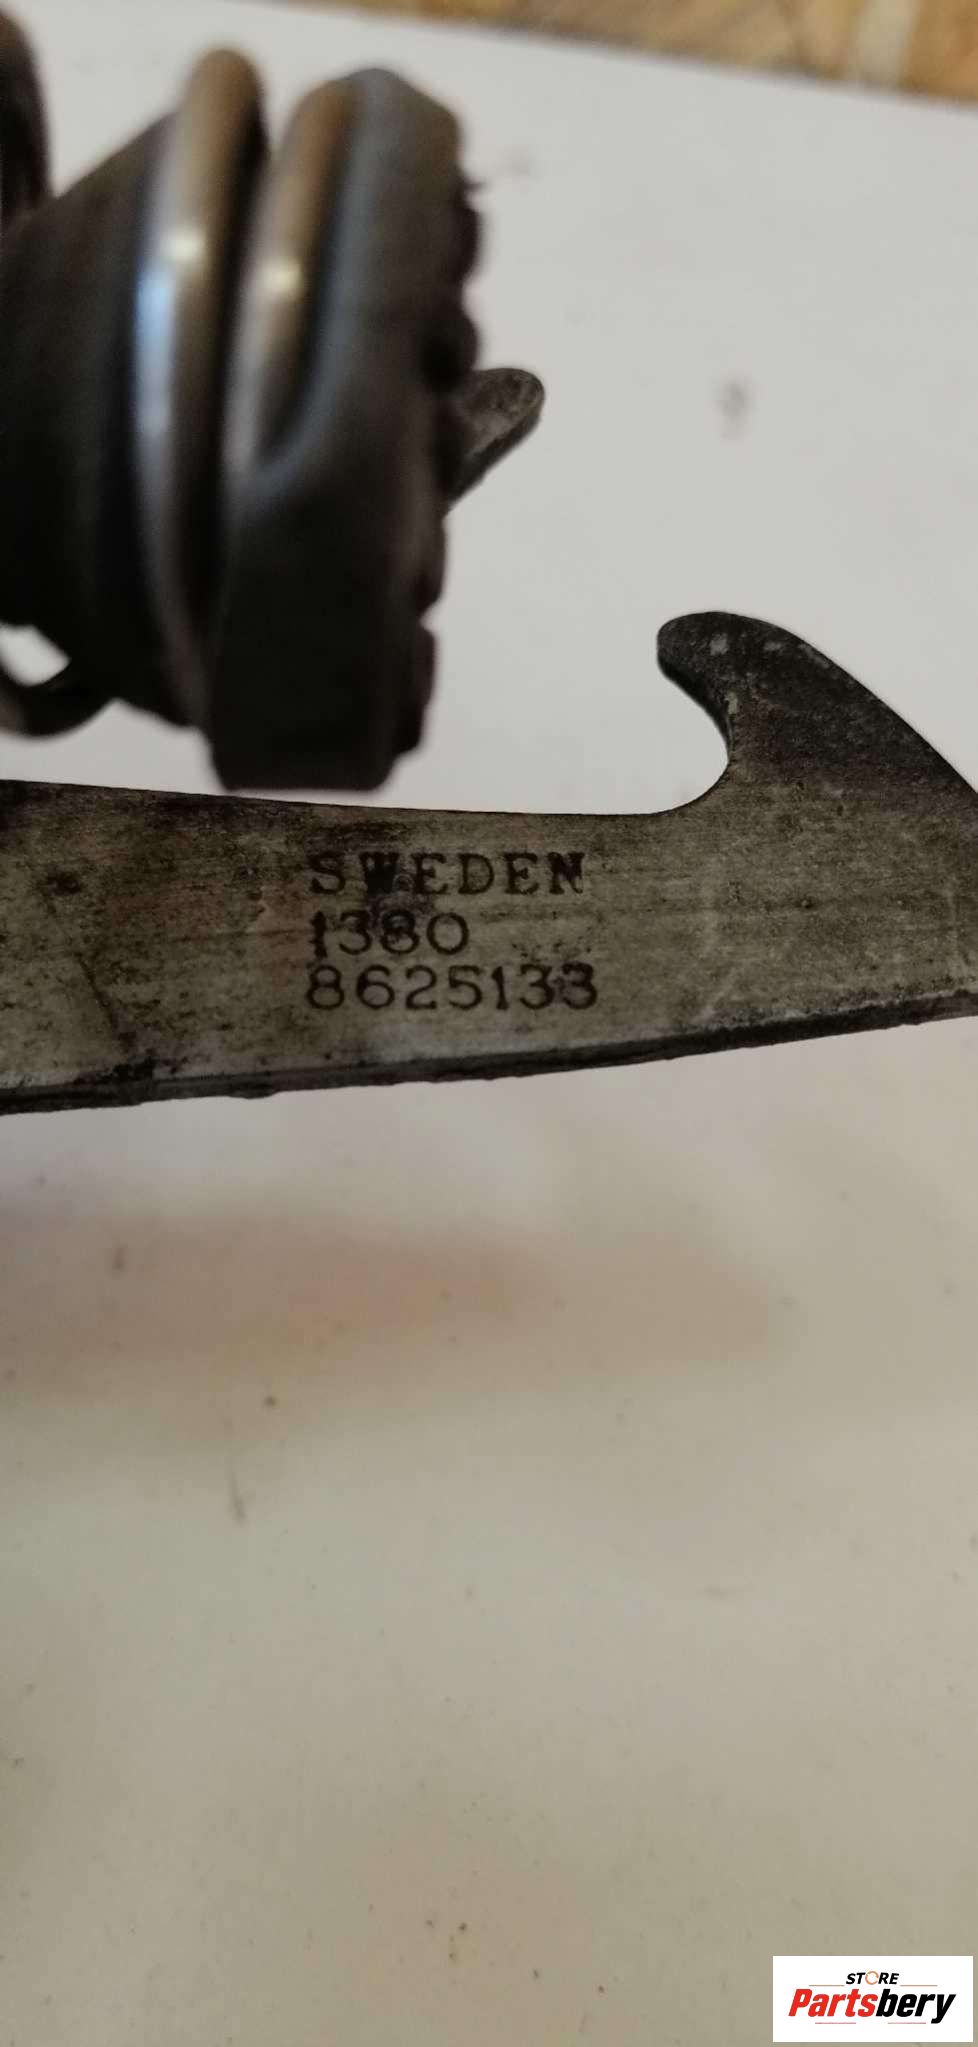 SWEDEN
1380
8625133
STORE
Partsbery